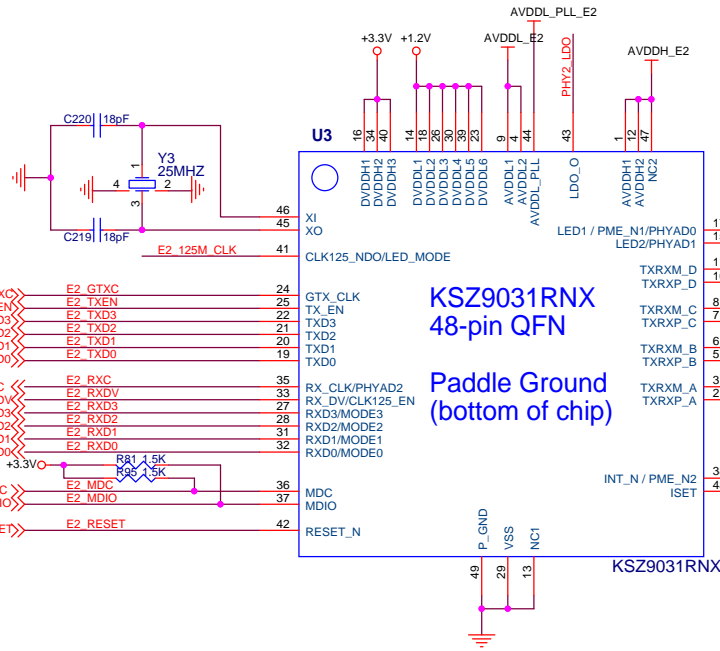 AVDDL_PLL_E2
+3.3V +1.2V AVDDL_E2
AVDDH_E2
PHY2_LDO
C220 18pF
U3
16 34 40 14 18 26 30 39 23 9 4 44 43 1 12 47
Y3
25MHZ
1
4 2
3
DVDDH1
DVDDH2
DVDDH3
DVDDL1
DVDDL2
DVDDL3
DVDDL4
DVDDL5
DVDDL6
AVDDL1
AVDDL2
AVDDL_PLL
LDO_O
AVDDH1
AVDDH2
NC2
C219 18pF
46 XI
45 XO
E2_125M_CLK 41 CLK125_NDO/LED_MODE
LED1 / PME_N1/PHYAD0
LED2/PHYAD1
TXRXM_D
TXRXP_D
TXRXM_C 8
TXRXP_C 7
TXRXM_B 6
TXRXP_B 5
TXRXM_A 3
TXRXP_A 2
E2_GTXC 24 GTX_CLK
E2_TXEN 25 TX_EN
E2_TXD3 22 TXD3
E2_TXD2 21 TXD2
E2_TXD1 20 TXD1
E2_TXD0 19 TXD0
KSZ9031RNX
48-pin QFN
Paddle Ground
(bottom of chip)
E2_RXC 35 RX_CLK/PHYAD2
E2_RXDV 33 RX_DV/CLK125_EN
E2_RXD3 27 RXD3/MODE3
E2_RXD2 28 RXD2/MODE2
E2_RXD1 31 RXD1/MODE1
E2_RXD0 32 RXD0/MODE0
+3.3V
R81 1.5K
R95 1.5K
E2_MDC 36 MDC
E2_MDIO 37 MDIO
E2_RESET 42 RESET_N
INT_N / PME_N2
ISET
P_GND
VSS
NC1
49 29 13
KSZ9031RNX